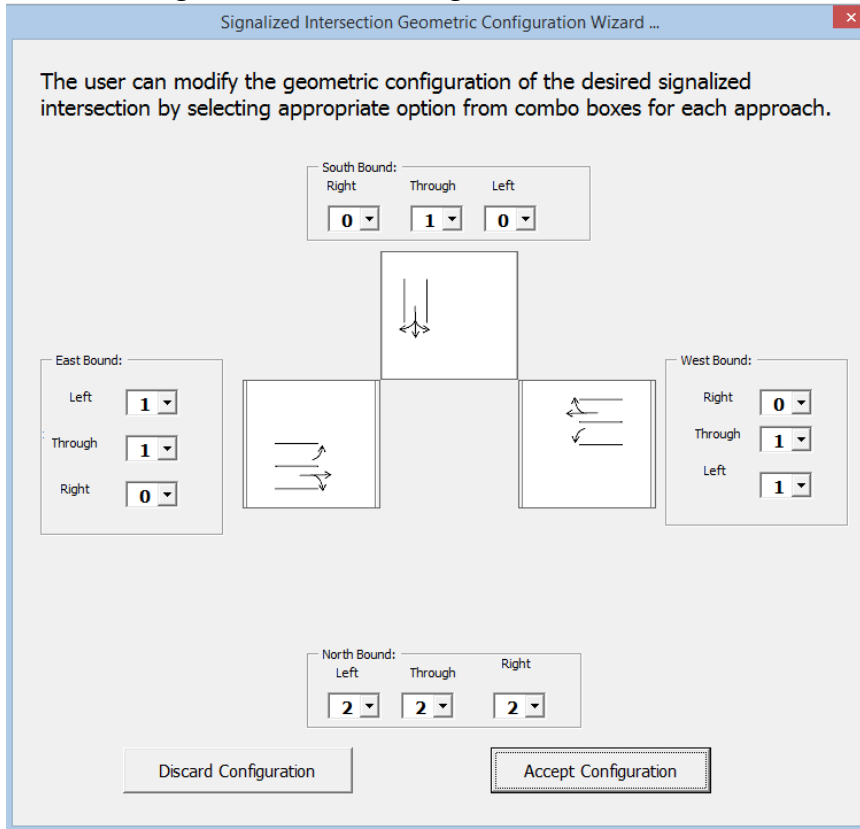 Signalized Intersection Geometric Configuration Wizard ...
The user can modify the geometric configuration of the desired signalized
intersection by selecting appropriate option from combo boxes for each approach.
South Bound:
Right Through Left
0 1 0
East Bound:
Left 1
Through 1
Right 0
West Bound:
Right 0
Through 1
Left 1
North Bound:
Left Through Right
2 2 2
Discard Configuration Accept Configuration